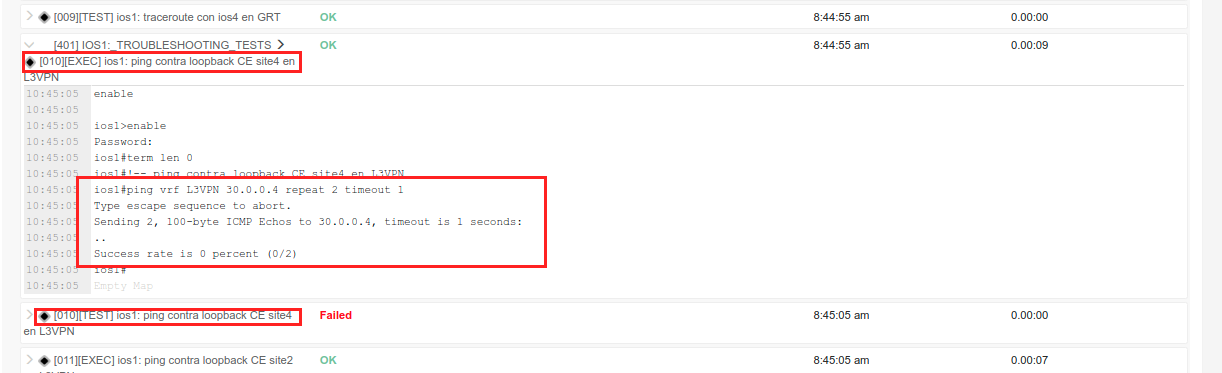 [009][TEST] ios1: traceroute con ios4 en GRT OK 8:44:55 am 0.00:00
[401] IOS1:_TROUBLESHOOTING_TESTS OK 8:44:55 am 0.00:09
[010][EXEC] ios1: ping contra loopback CE site4 en
L3VPN
10:45:05 enable
10:45:05
10:45:05 ios1>enable
10:45:05 Password:
10:45:05 ios1#term len 0
10:45:05 ios1#!-- ping contra loopback CE site4 en L3VPN
10:45:05 ios1#ping vrf L3VPN 30.0.0.4 repeat 2 timeout 1
10:45:05 Type escape sequence to abort.
10:45:05 Sending 2, 100-byte ICMP Echos to 30.0.0.4, timeout is 1 seconds:
10:45:05 ..
10:45:05 Success rate is 0 percent (0/2)
10:45:05 ios1#
10:45:05 Empty Map
[010][TEST] ios1: ping contra loopback CE site4 Failed 8:45:05 am 0.00:00
en L3VPN
[011][EXEC] ios1: ping contra loopback CE site2 OK 8:45:05 am 0.00:07